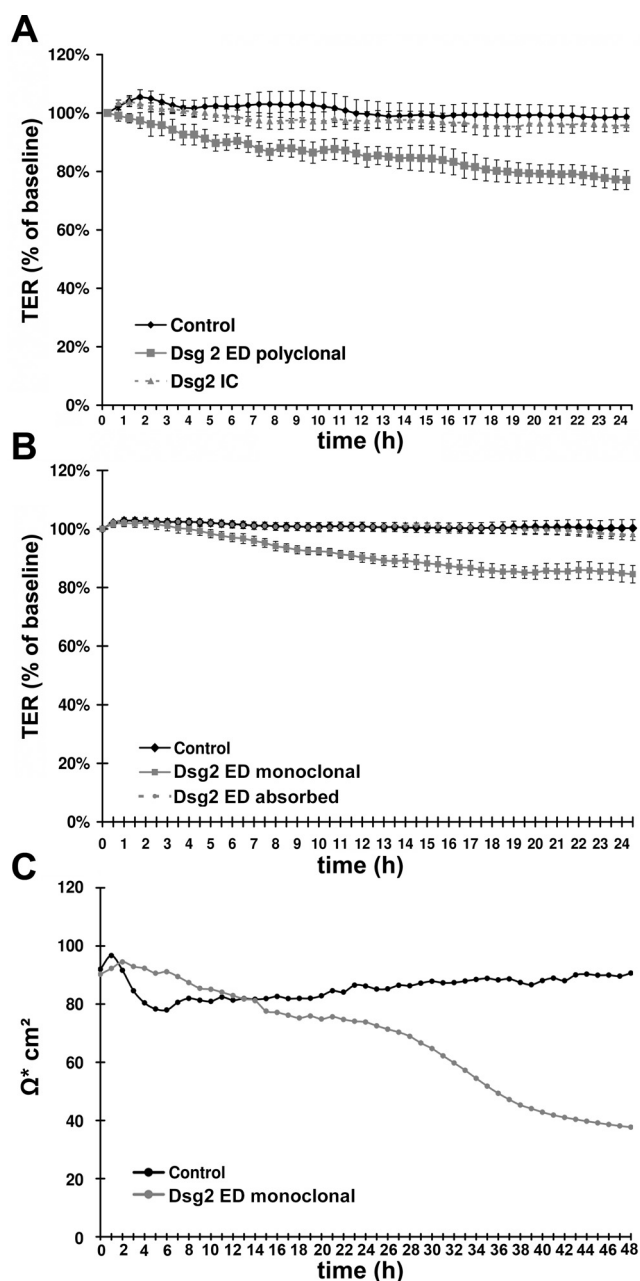 A
120%
100%
80%
60%
40%
20%
0%
TER (% of baseline)
Control
Dsg 2 ED polyclonal
Dsg2 IC
0 1 2 3 4 5 6 7 8 9 10 11 12 13 14 15 16 17 18 19 20 21 22 23 24
time (h)
B
120%
100%
80%
60%
40%
20%
0%
TER (% of baseline)
Control
Dsg2 ED monoclonal
Dsg2 ED absorbed
0 1 2 3 4 5 6 7 8 9 10 11 12 13 14 15 16 17 18 19 20 21 22 23 24
time (h)
C
120
100
80
60
40
20
0
Ω* cm²
Control
Dsg2 ED monoclonal
0 2 4 6 8 10 12 14 16 18 20 22 24 26 28 30 32 34 36 38 40 42 44 46 48
time (h)